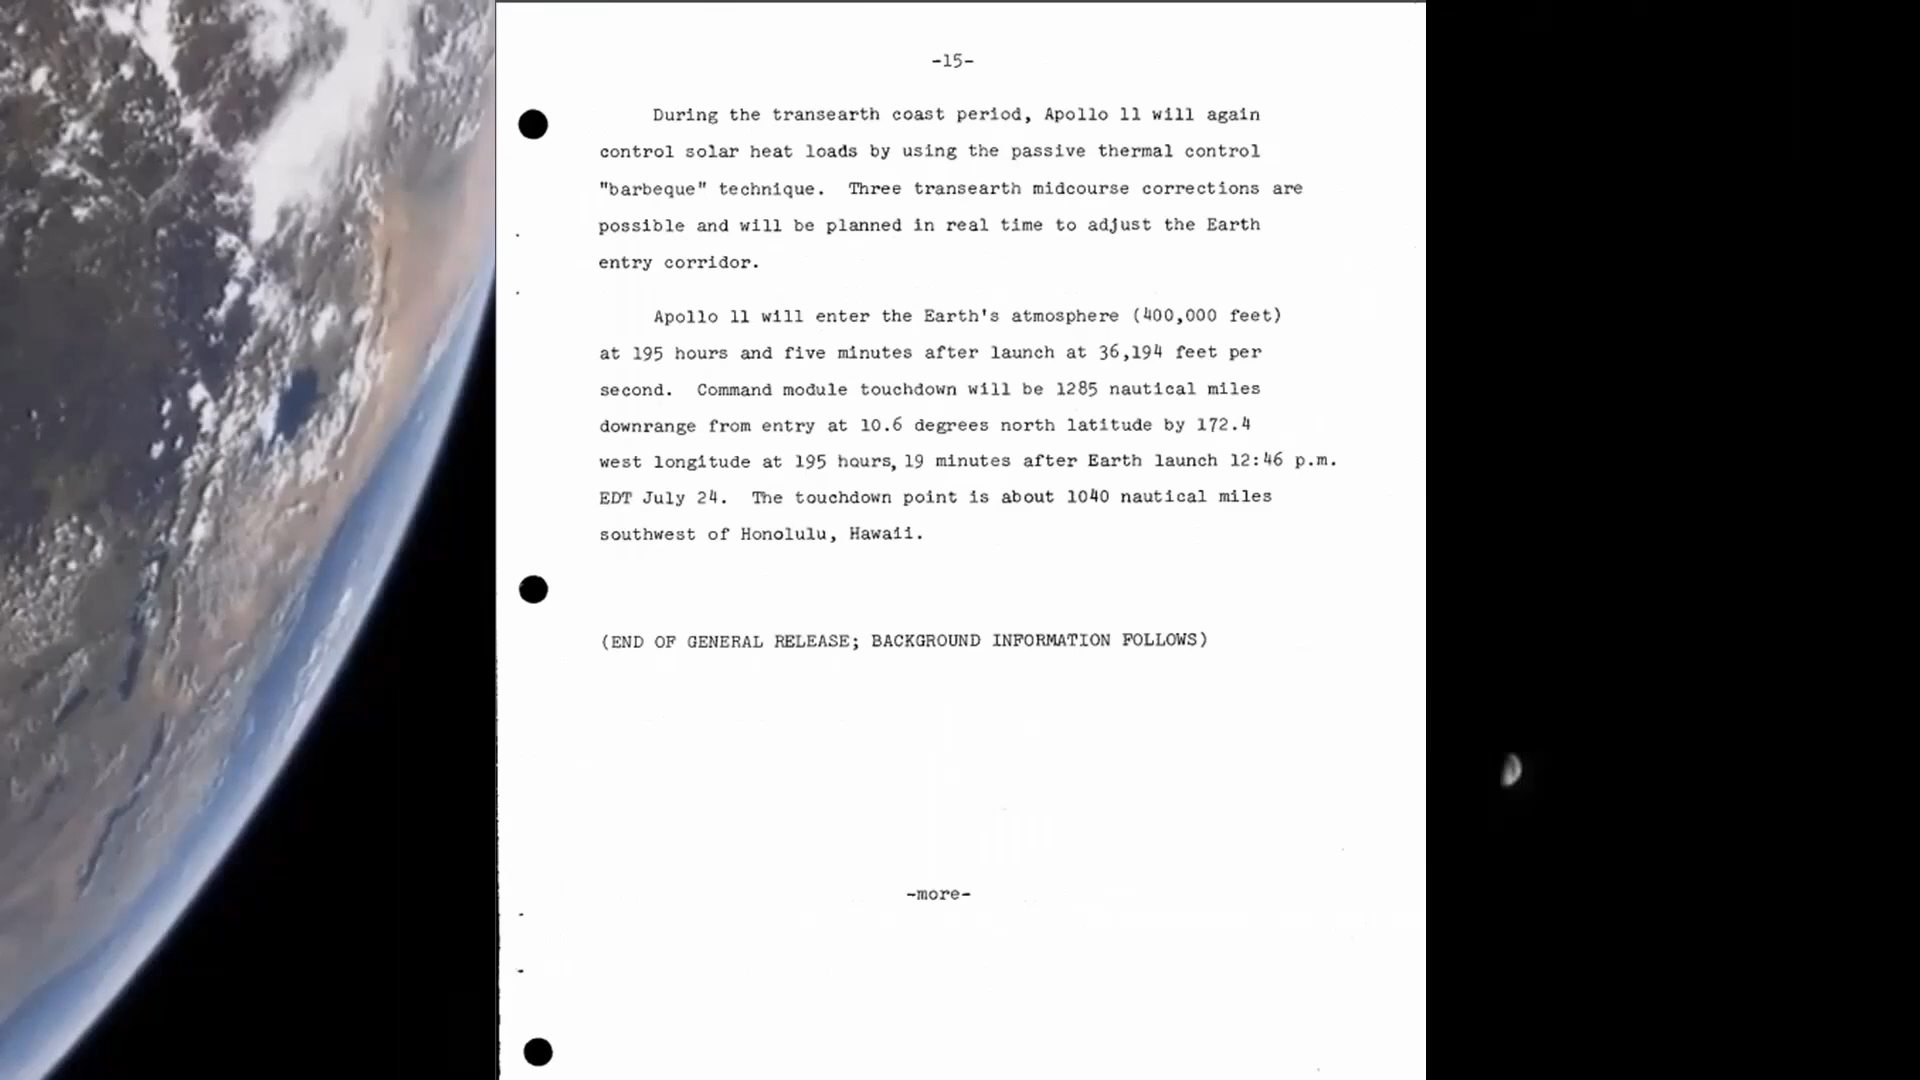 -15-
During the transearth coast period, Apollo 11 will again
control solar heat loads by using the passive thermal control
"barbeque" technique. Three transearth midcourse corrections are
possible and will be planned in real time to adjust the Earth
entry corridor.
Apollo 11 will enter the Earth's atmosphere (400,000 feet)
at 195 hours and five minutes after launch at 36,194 feet per
second. Command module touchdown will be 1285 nautical miles
downrange from entry at 10.6 degrees north latitude by 172.4
west longitude at 195 hours, 19 minutes after Earth launch 12:46 p.m.
EDT July 24. The touchdown point is about 1040 nautical miles
southwest of Honolulu, Hawaii.
(END OF GENERAL RELEASE; BACKGROUND INFORMATION FOLLOWS)
-more-